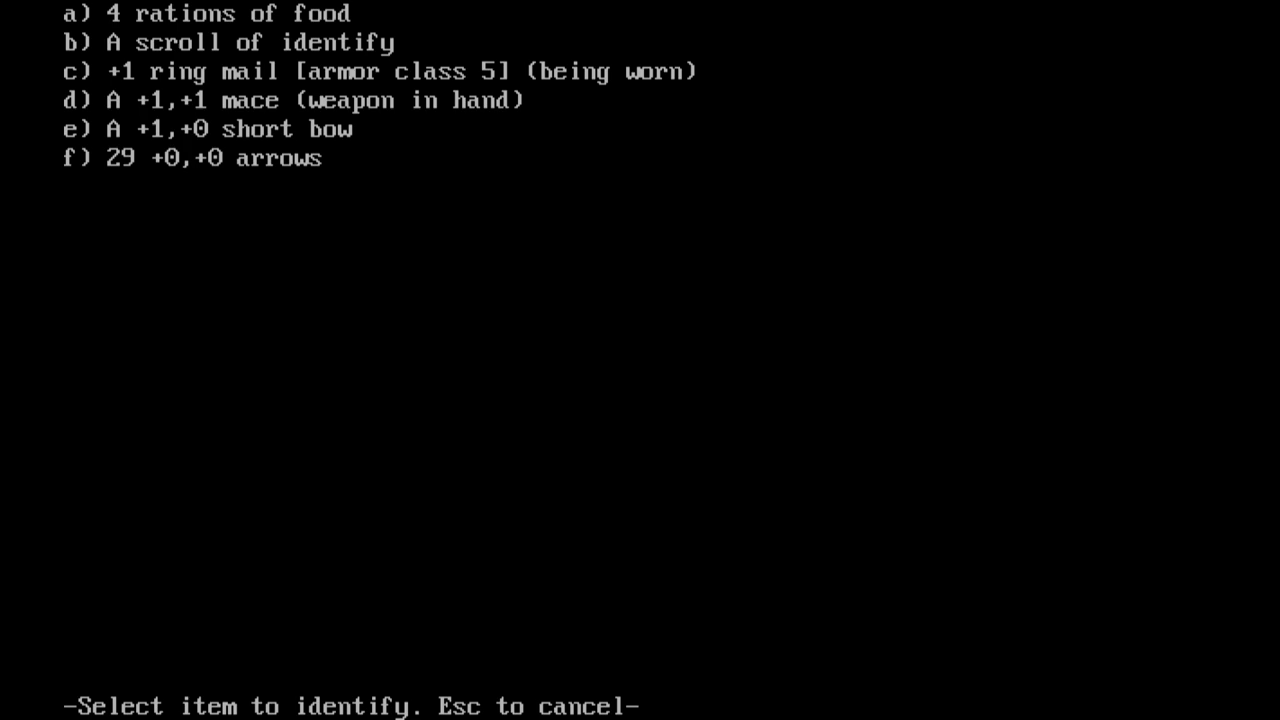 a) 4 rations of food
b) A scroll of identify
c) +1 ring mail [armor class 5] (being worn)
d) A +1,+1 mace (weapon in hand)
e) A +1,+0 short bow
f) 29 +0,+0 arrows
-Select item to identify. Esc to cancel-